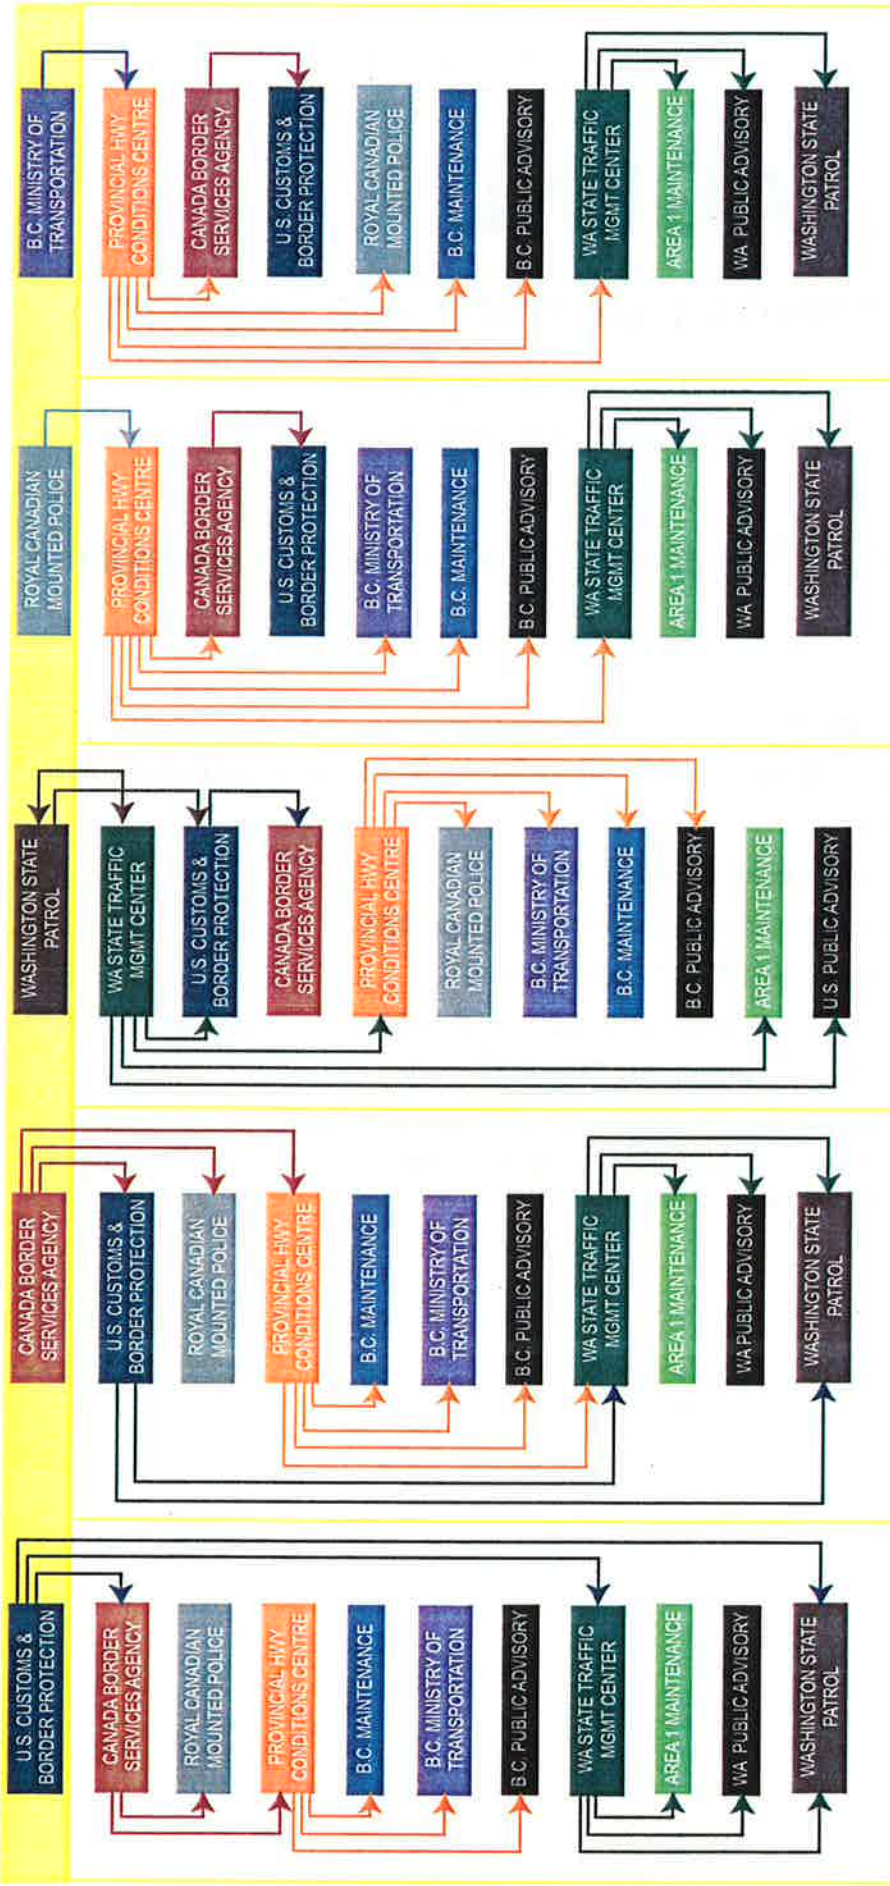 U.S. CUSTOMS &
BORDER PROTECTION
CANADA BORDER
SERVICES AGENCY
ROYAL CANADIAN
MOUNTED POLICE
PROVINCIAL HWY
CONDITIONS CENTRE
B.C. MAINTENANCE
B.C. MINISTRY OF
TRANSPORTATION
B.C. PUBLIC ADVISORY
WA STATE TRAFFIC
MGMT CENTER
AREA 1 MAINTENANCE
WA PUBLIC ADVISORY
WASHINGTON STATE
PATROL
CANADA BORDER
SERVICES AGENCY
U.S. CUSTOMS &
BORDER PROTECTION
ROYAL CANADIAN
MOUNTED POLICE
PROVINCIAL HWY
CONDITIONS CENTRE
B.C. MAINTENANCE
B.C. MINISTRY OF
TRANSPORTATION
B.C. PUBLIC ADVISORY
WA STATE TRAFFIC
MGMT CENTER
AREA 1 MAINTENANCE
WA PUBLIC ADVISORY
WASHINGTON STATE
PATROL
WASHINGTON STATE
PATROL
WA STATE TRAFFIC
MGMT CENTER
U.S. CUSTOMS &
BORDER PROTECTION
CANADA BORDER
SERVICES AGENCY
PROVINCIAL HWY
CONDITIONS CENTRE
ROYAL CANADIAN
MOUNTED POLICE
B.C. MINISTRY OF
TRANSPORTATION
B.C. MAINTENANCE
B.C. PUBLIC ADVISORY
AREA 1 MAINTENANCE
U.S. PUBLIC ADVISORY
ROYAL CANADIAN
MOUNTED POLICE
PROVINCIAL HWY
CONDITIONS CENTRE
CANADA BORDER
SERVICES AGENCY
U.S. CUSTOMS &
BORDER PROTECTION
B.C. MINISTRY OF
TRANSPORTATION
B.C. MAINTENANCE
B.C. PUBLIC ADVISORY
WA STATE TRAFFIC
MGMT CENTER
AREA 1 MAINTENANCE
WA PUBLIC ADVISORY
WASHINGTON STATE
PATROL
B.C. MINISTRY OF
TRANSPORTATION
PROVINCIAL HWY
CONDITIONS CENTRE
CANADA BORDER
SERVICES AGENCY
U.S. CUSTOMS &
BORDER PROTECTION
ROYAL CANADIAN
MOUNTED POLICE
B.C. MAINTENANCE
B.C. PUBLIC ADVISORY
WA STATE TRAFFIC
MGMT CENTER
AREA 1 MAINTENANCE
WA PUBLIC ADVISORY
WASHINGTON STATE
PATROL